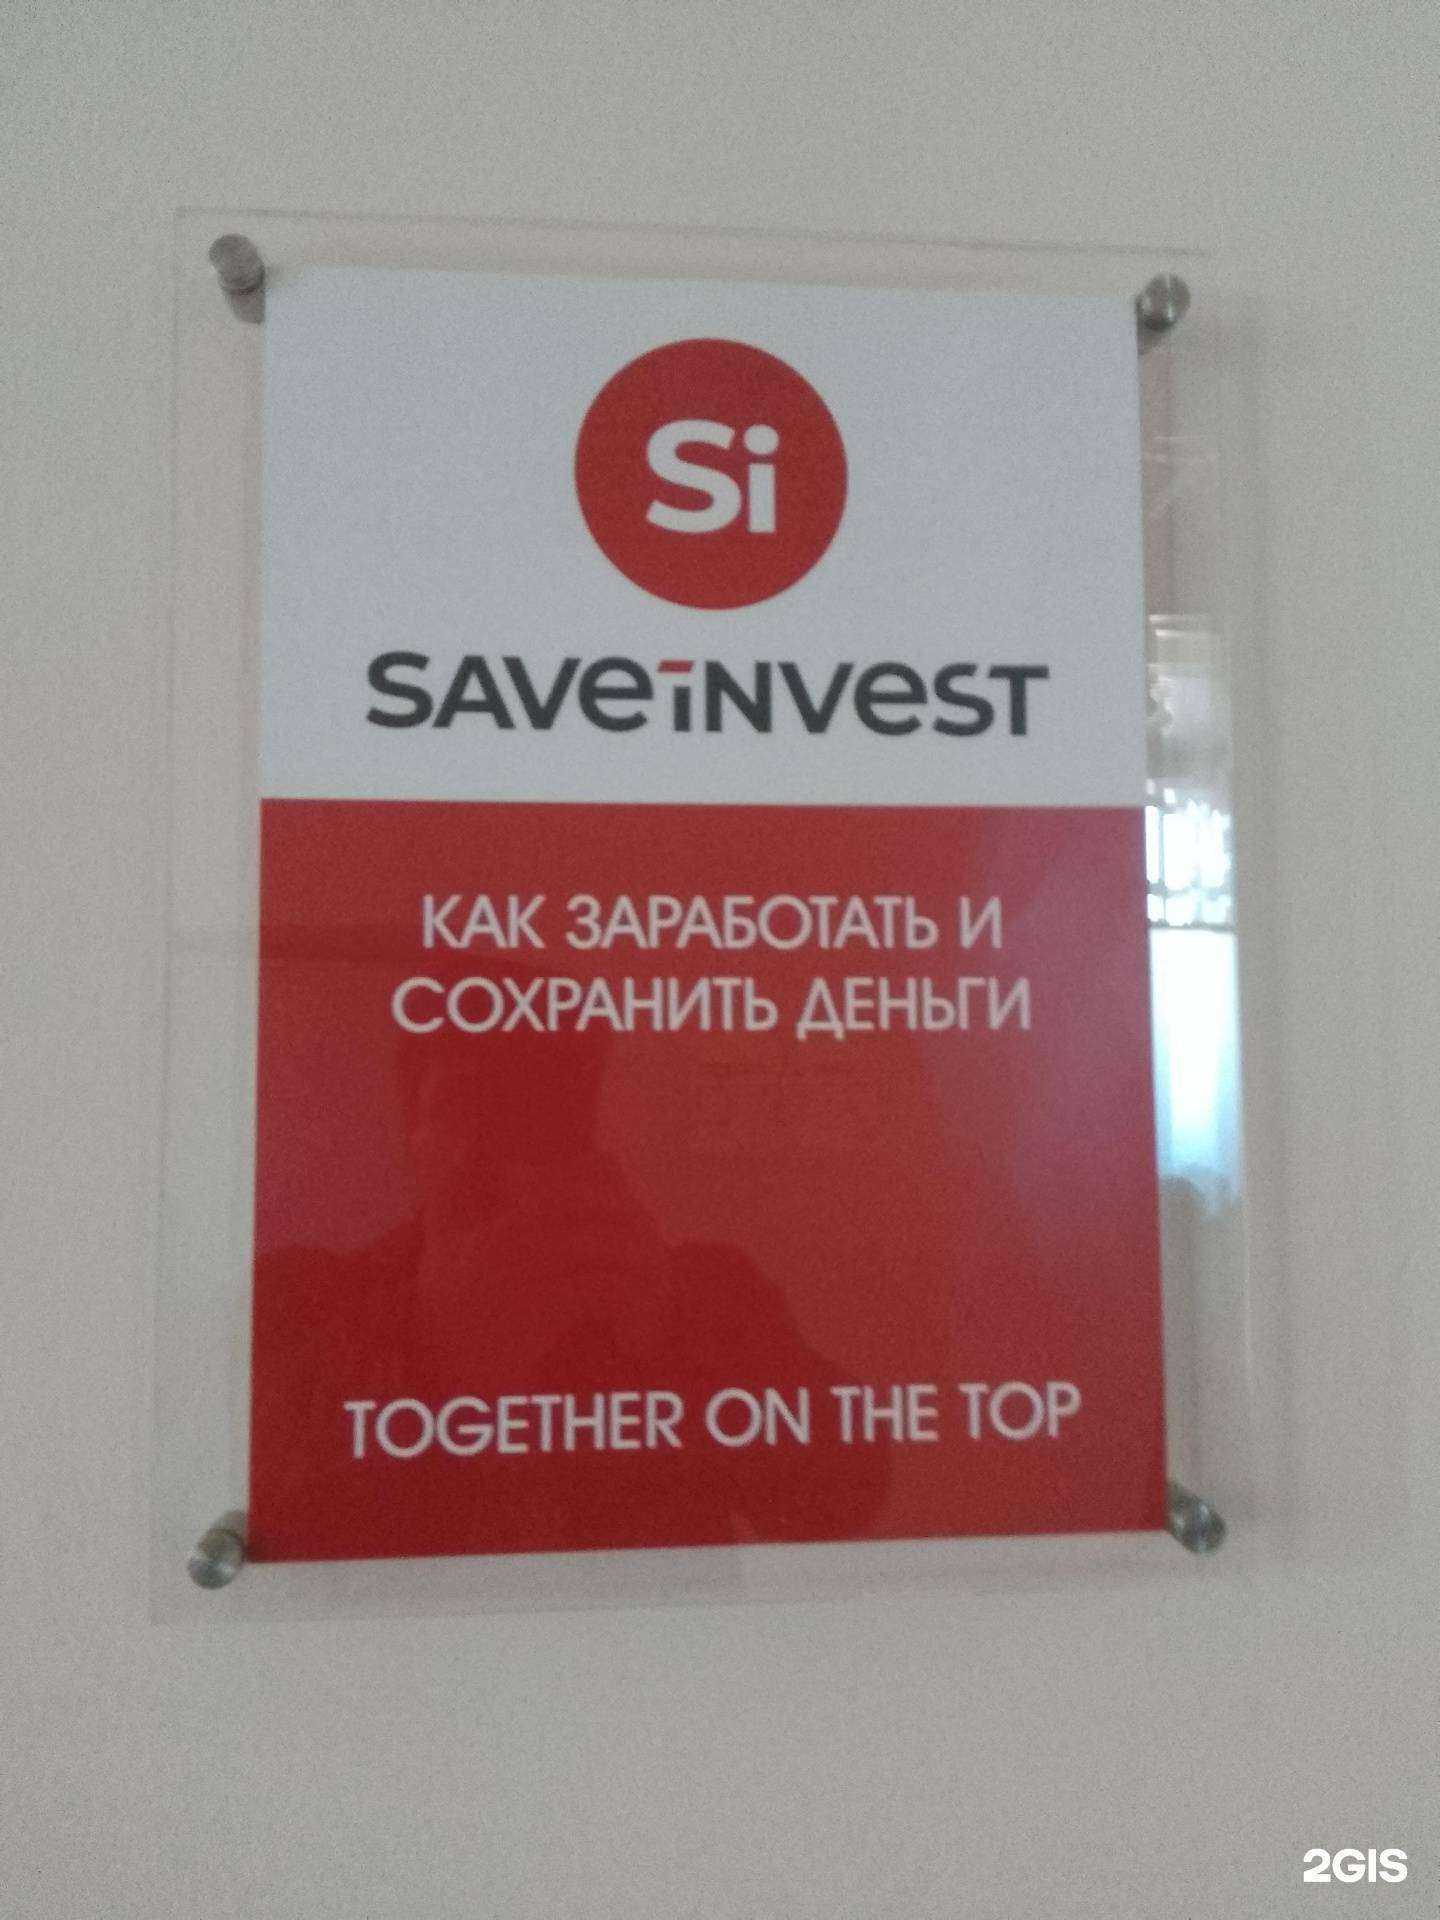 Si
SAVEINVEST
КАК ЗАРАБОТАТЬ И
СОХРАНИТЬ ДЕНЬГИ
TOGETHER ON THE TOP
2GIS